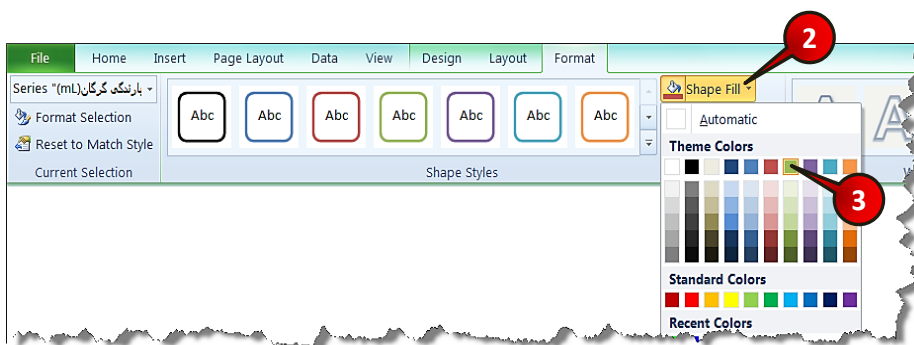 2
File Home Insert Page Layout Data View Design Layout Format
Series "(mL)بارندگی گرگان
Format Selection
Reset to Match Style
Current Selection
Abc Abc Abc Abc Abc Abc Abc
Shape Styles
Shape Fill
Automatic
Theme Colors
3
Standard Colors
Recent Colors